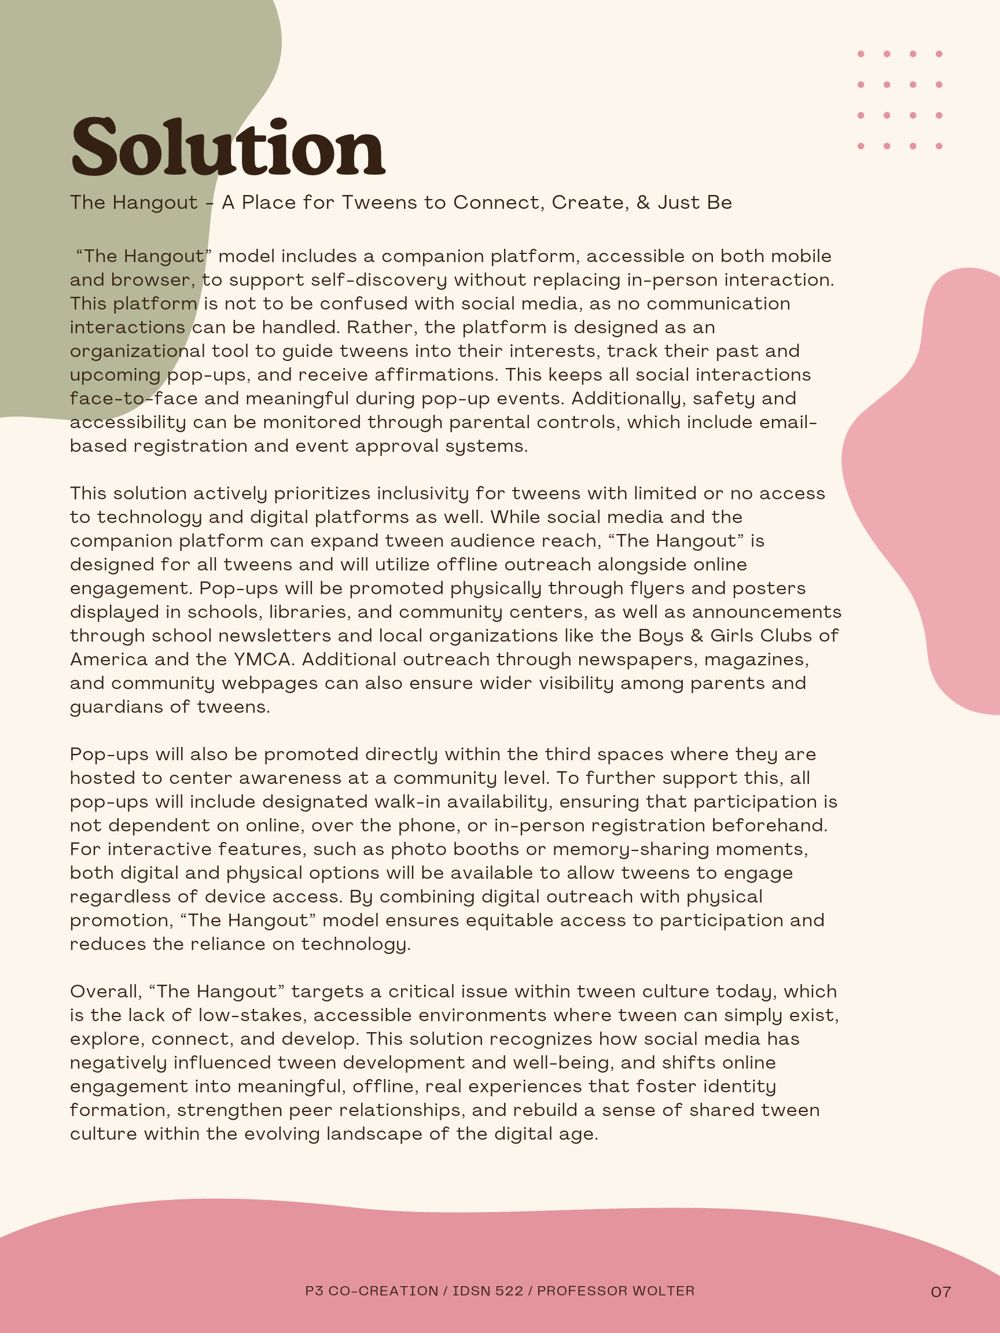 Solution
The Hangout – A Place for Tweens to Connect, Create, & Just Be
“The Hangout” model includes a companion platform, accessible on both mobile
and browser, to support self-discovery without replacing in-person interaction.
This platform is not to be confused with social media, as no communication
interactions can be handled. Rather, the platform is designed as an
organizational tool to guide tweens into their interests, track their past and
upcoming pop-ups, and receive affirmations. This keeps all social interactions
face-to-face and meaningful during pop-up events. Additionally, safety and
accessibility can be monitored through parental controls, which include email-
based registration and event approval systems.
This solution actively prioritizes inclusivity for tweens with limited or no access
to technology and digital platforms as well. While social media and the
companion platform can expand tween audience reach, “The Hangout” is
designed for all tweens and will utilize offline outreach alongside online
engagement. Pop-ups will be promoted physically through flyers and posters
displayed in schools, libraries, and community centers, as well as announcements
through school newsletters and local organizations like the Boys & Girls Clubs of
America and the YMCA. Additional outreach through newspapers, magazines,
and community webpages can also ensure wider visibility among parents and
guardians of tweens.
Pop-ups will also be promoted directly within the third spaces where they are
hosted to center awareness at a community level. To further support this, all
pop-ups will include designated walk-in availability, ensuring that participation is
not dependent on online, over the phone, or in-person registration beforehand.
For interactive features, such as photo booths or memory-sharing moments,
both digital and physical options will be available to allow tweens to engage
regardless of device access. By combining digital outreach with physical
promotion, “The Hangout” model ensures equitable access to participation and
reduces the reliance on technology.
Overall, “The Hangout” targets a critical issue within tween culture today, which
is the lack of low-stakes, accessible environments where tween can simply exist,
explore, connect, and develop. This solution recognizes how social media has
negatively influenced tween development and well-being, and shifts online
engagement into meaningful, offline, real experiences that foster identity
formation, strengthen peer relationships, and rebuild a sense of shared tween
culture within the evolving landscape of the digital age.
P3 CO-CREATION / IDSN 522 / PROFESSOR WOLTER
07